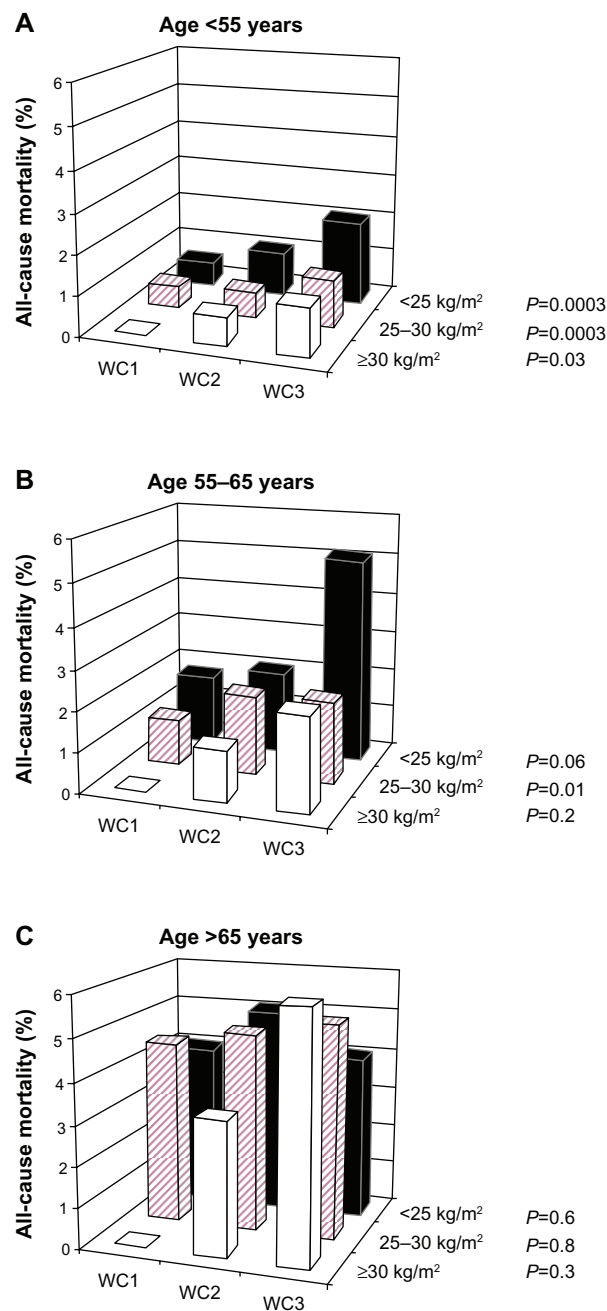 A
Age <55 years
All-cause mortality (%)
6
5
4
3
2
1
0
WC1
WC2
WC3
<25 kg/m²
25–30 kg/m²
≥30 kg/m²
P=0.0003
P=0.0003
P=0.03
B
Age 55–65 years
All-cause mortality (%)
6
5
4
3
2
1
0
WC1
WC2
WC3
<25 kg/m²
25–30 kg/m²
≥30 kg/m²
P=0.06
P=0.01
P=0.2
C
Age >65 years
All-cause mortality (%)
6
5
4
3
2
1
0
WC1
WC2
WC3
<25 kg/m²
25–30 kg/m²
≥30 kg/m²
P=0.6
P=0.8
P=0.3